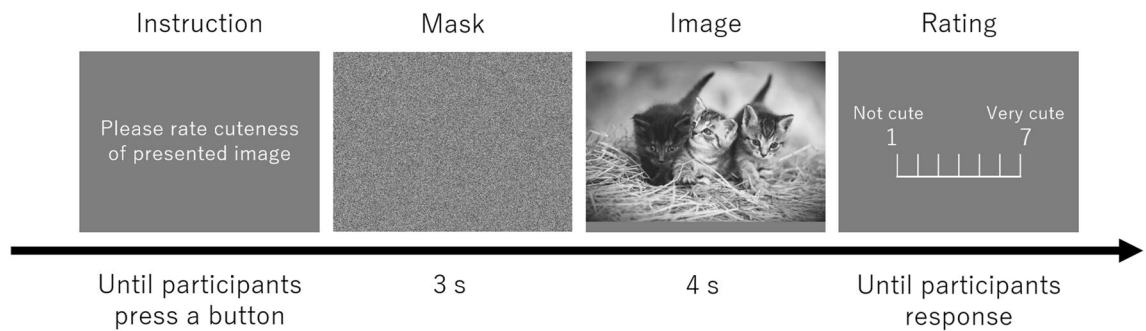 Instruction
Mask
Image
Rating
Please rate cuteness
of presented image
Not cute
Very cute
1
7
Until participants
press a button
3 s
4 s
Until participants
response